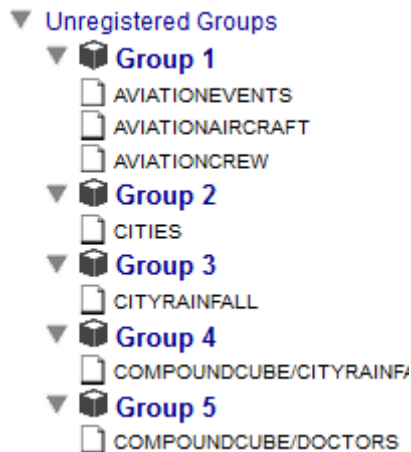 Unregistered Groups
Group 1
AVIATIONEVENTS
AVIATIONAIRCRAFT
AVIATIONCREW
Group 2
CITIES
Group 3
CITYRAINFALL
Group 4
COMPOUNDCUBE/CITYRAINFA
Group 5
COMPOUNDCUBE/DOCTORS